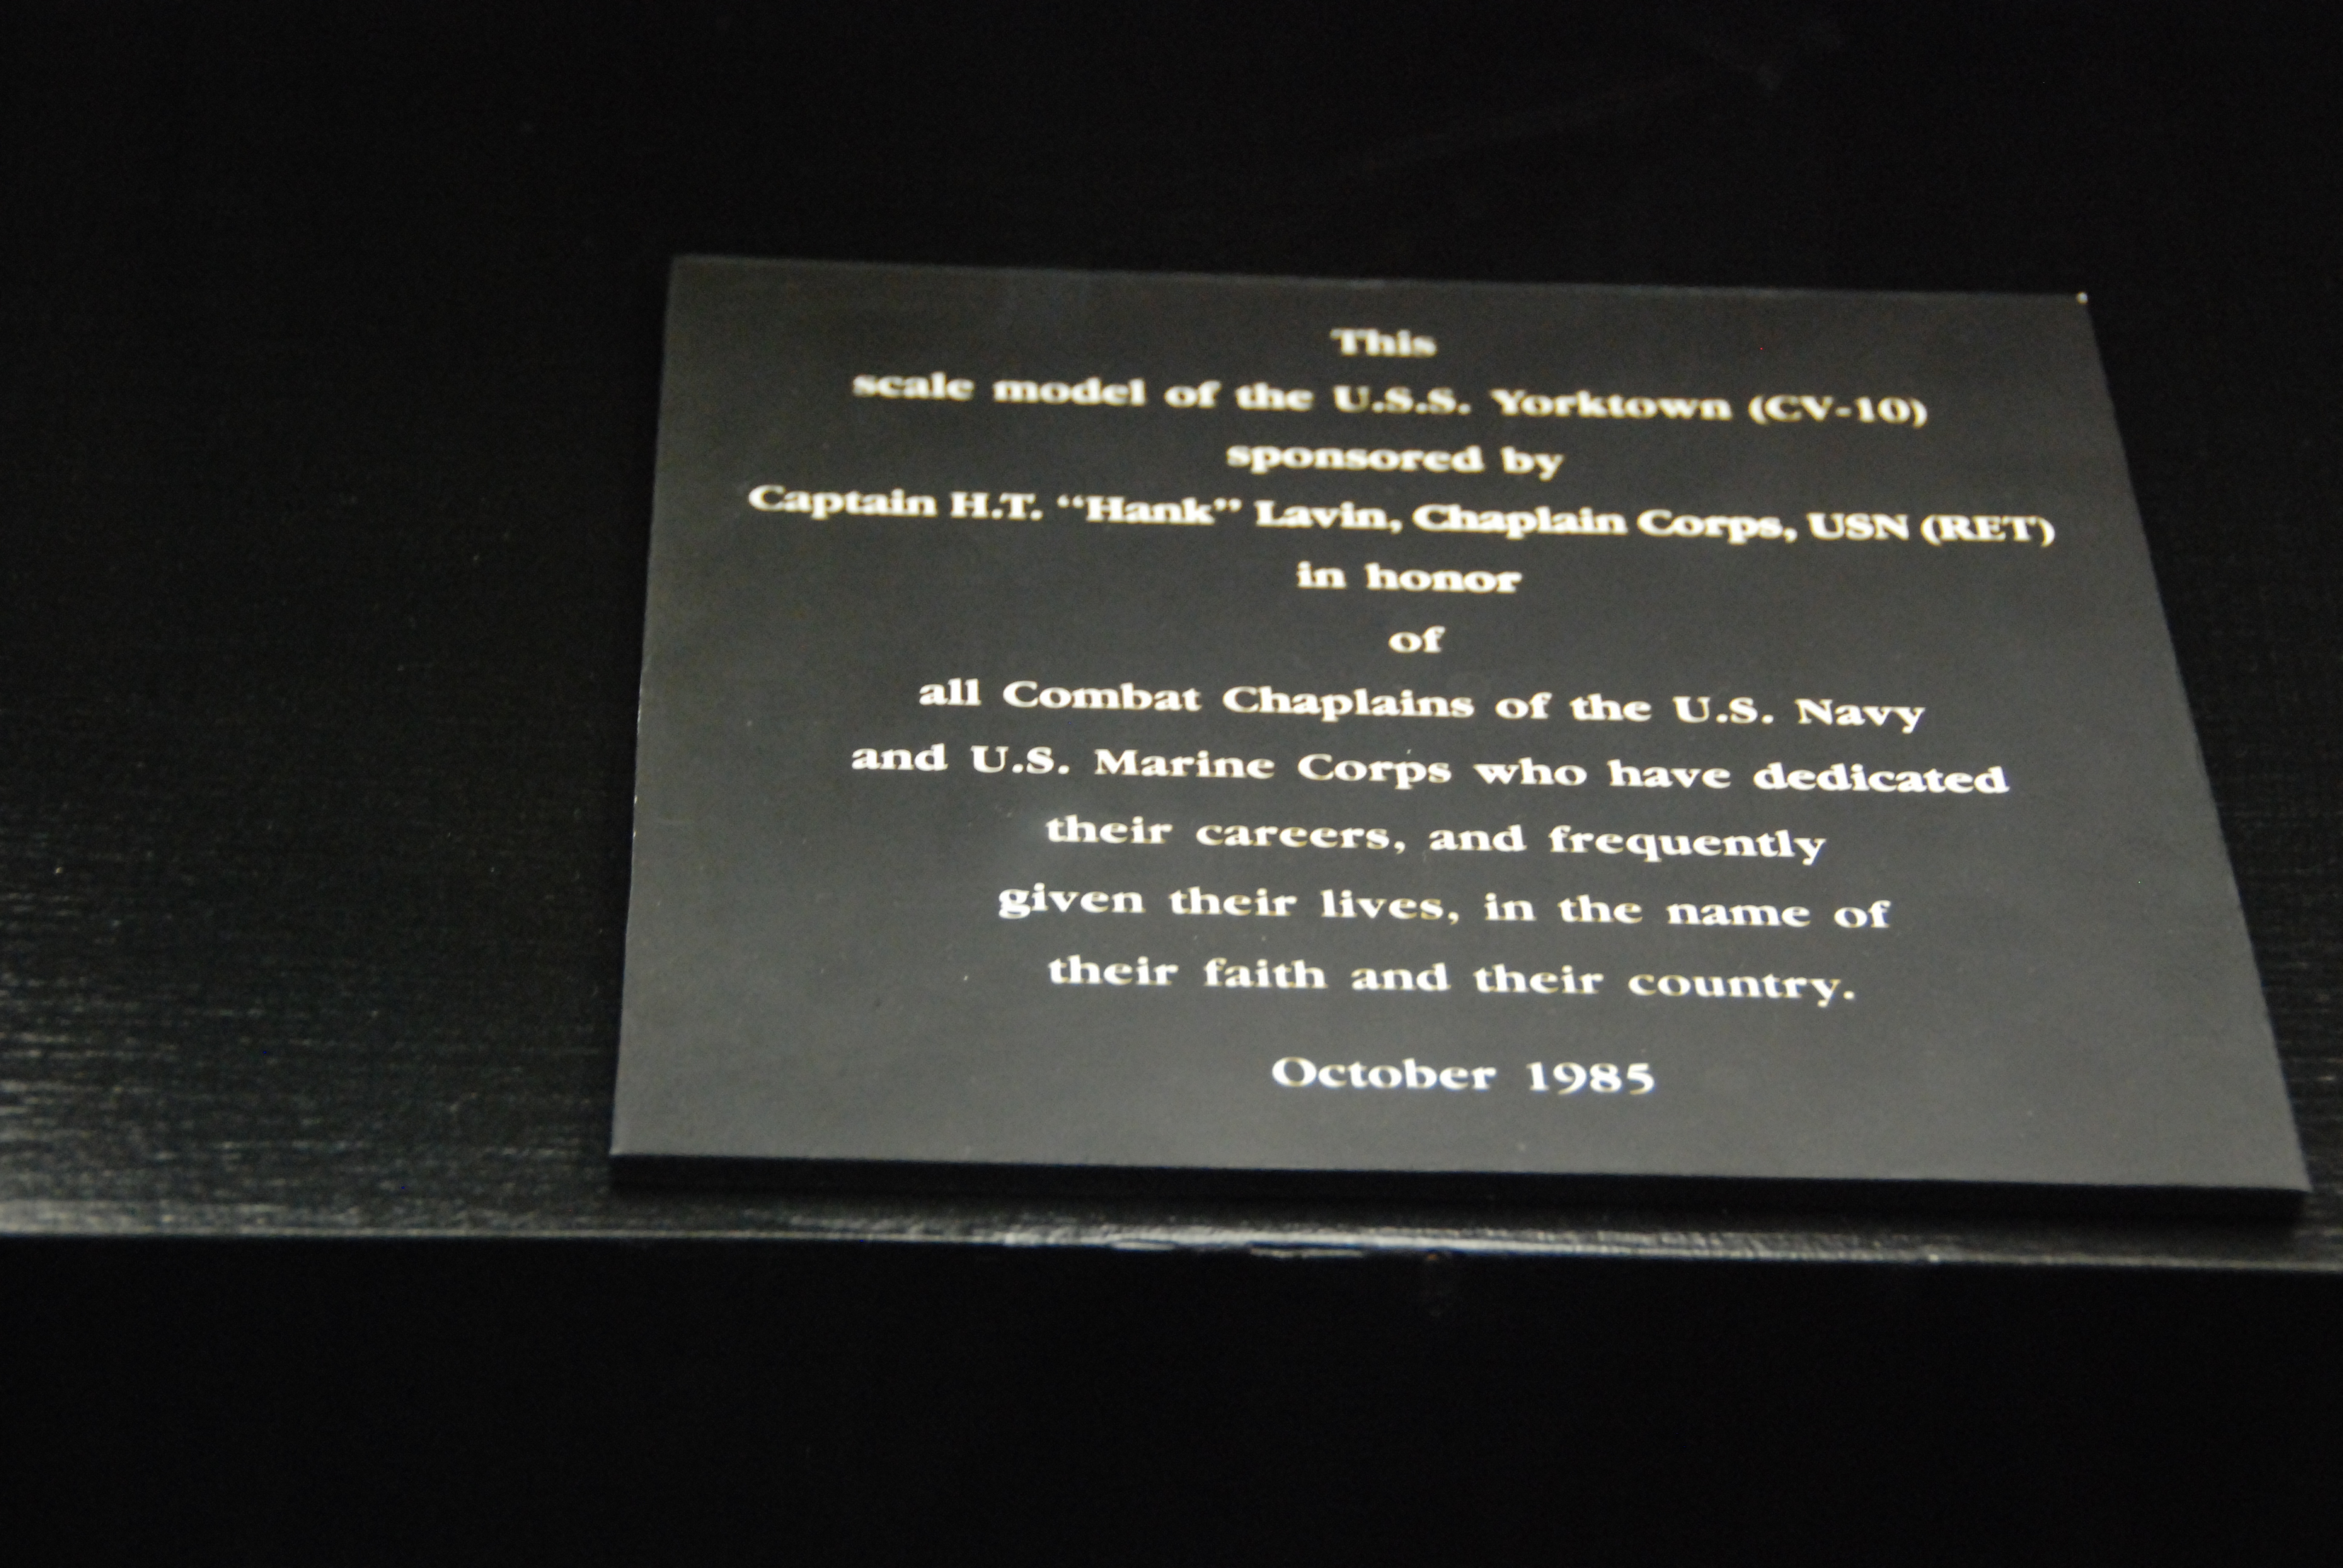 This
scale model of the U.S.S. Yorktown (CV-10)
sponsored by
Captain H.T. “Hank” Lavin, Chaplain Corps, USN (RET)
in honor
of
all Combat Chaplains of the U.S. Navy
and U.S. Marine Corps who have dedicated
their careers, and frequently
given their lives, in the name of
their faith and their country.
October 1985